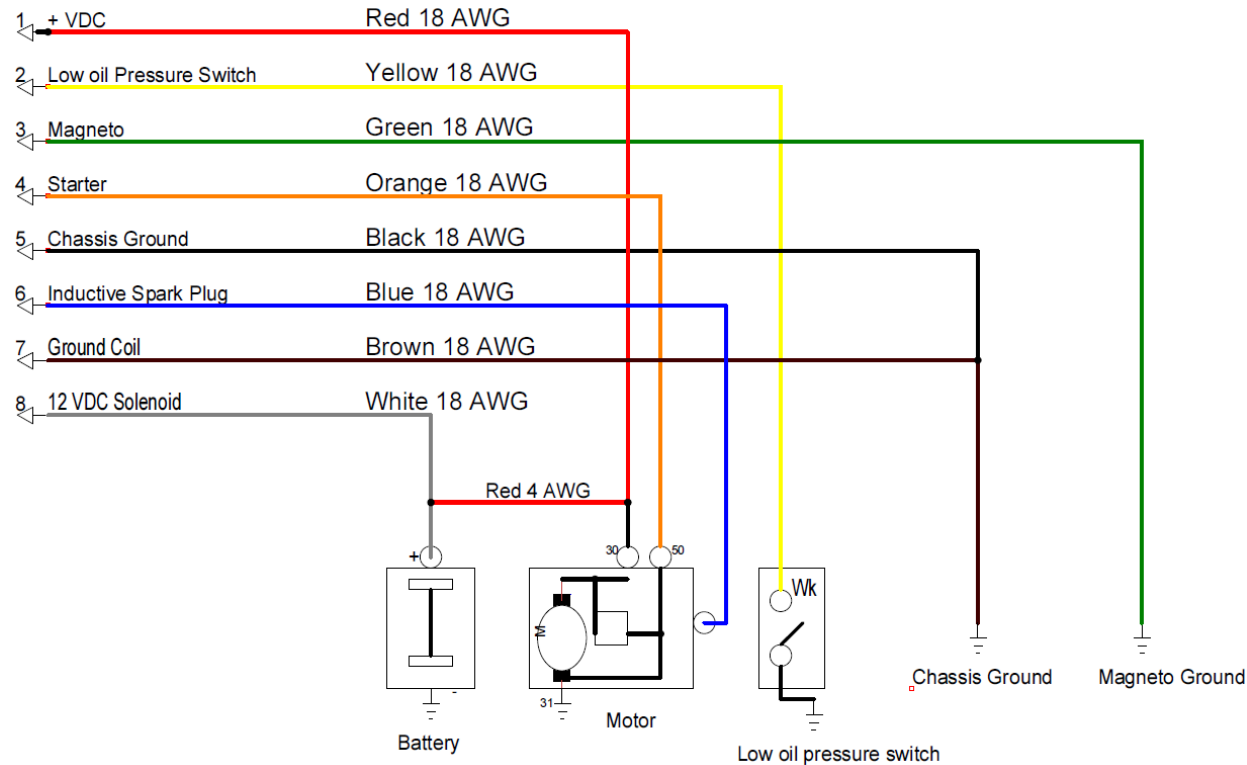 1 + VDC Red 18 AWG
2 Low oil Pressure Switch Yellow 18 AWG
3 Magneto Green 18 AWG
4 Starter Orange 18 AWG
5 Chassis Ground Black 18 AWG
6 Inductive Spark Plug Blue 18 AWG
7 Ground Coil Brown 18 AWG
8 12 VDC Solenoid White 18 AWG
Red 4 AWG
+ 30 50
Wk
M
- 31
Chassis Ground Magneto Ground
Battery Motor
Low oil pressure switch